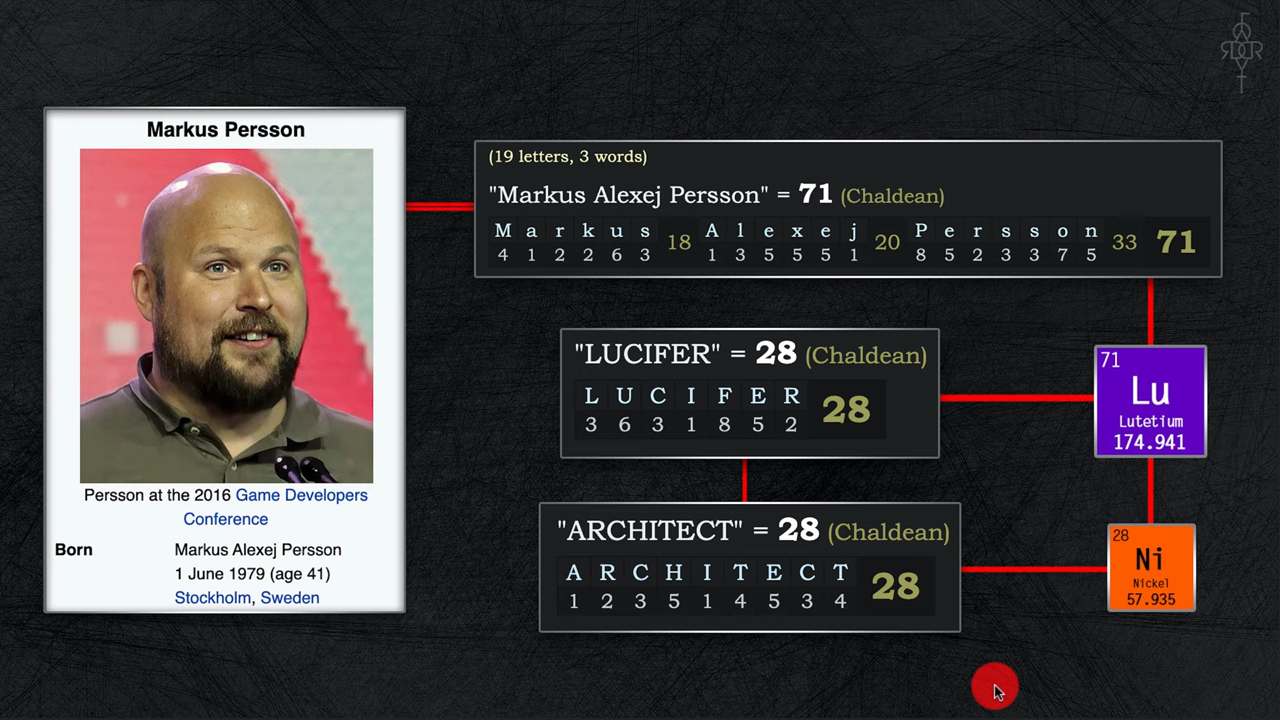 Markus Persson
Persson at the 2016 Game Developers
Conference
Born Markus Alexej Persson
1 June 1979 (age 41)
Stockholm, Sweden
(19 letters, 3 words)
"Markus Alexej Persson" = 71 (Chaldean)
M a r k u s 18 A l e x e j 20 P e r s s o n 33 71
4 1 2 2 6 3 1 3 5 5 5 1 8 5 2 3 3 7 5
"LUCIFER" = 28 (Chaldean)
L U C I F E R 28
3 6 3 1 8 5 2
71
Lu
Lutetium
174.941
"ARCHITECT" = 28 (Chaldean)
A R C H I T E C T 28
1 2 3 5 1 4 5 3 4
28
Ni
Nickel
57.935